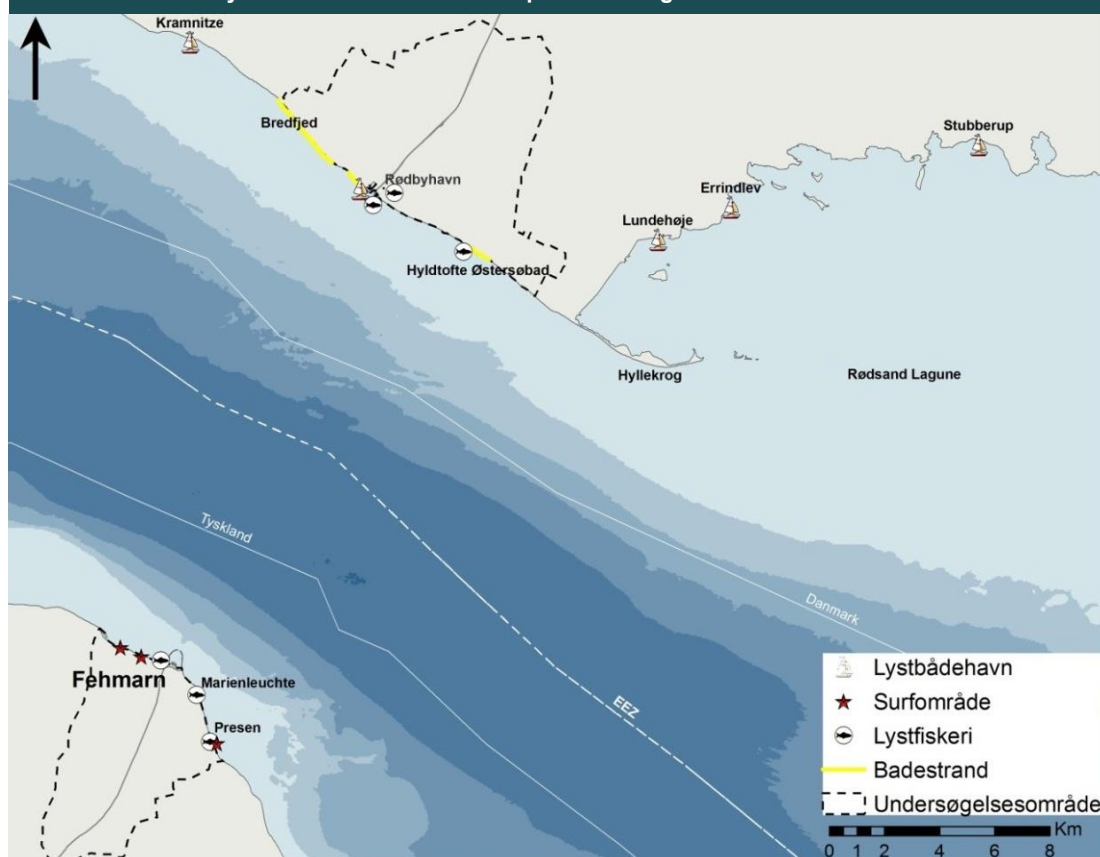 Kramnitze
Bredfjed
Rødbyhavn
Stubberup
Errindlev
Lundehøje
Hyldtofte Østersøbad
Hyllekrog
Rødsand Lagune
Tyskland
Danmark
EEZ
Fehmarn
Marienleuchte
Presen
Lystbådehavn
Surfområde
Lystfiskeri
Badestrand
Undersøgelsesområde
Km
0 1 2 4 6 8